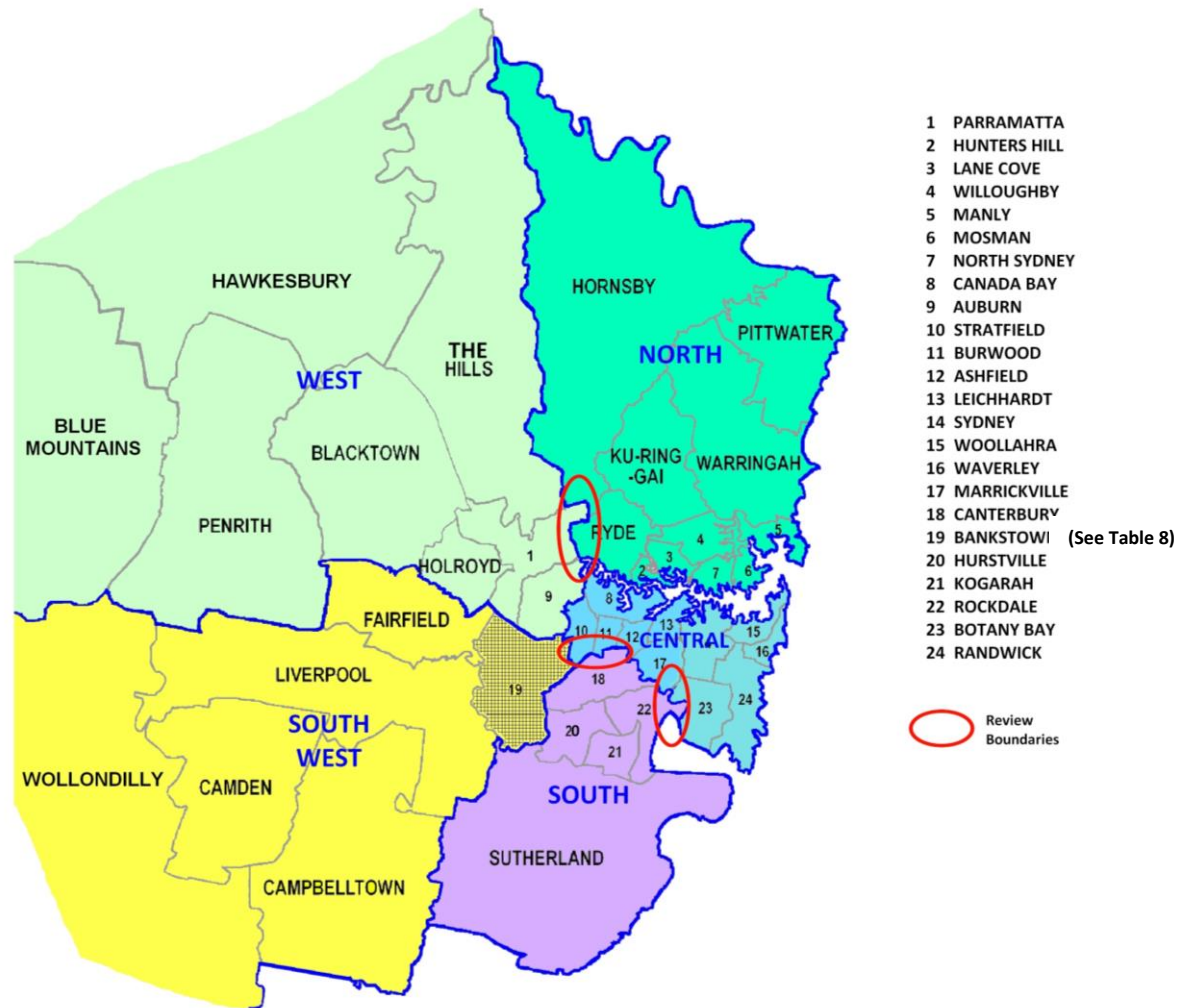 HAWKESBURY
HORNSBY
PITTWATER
THE
HILLS
NORTH
WEST
BLUE
MOUNTAINS
BLACKTOWN
KU-RING
-GAI
WARRINGAH
PENRITH
RYDE
HOLROYD
1
2
3
4
5
6
7
8
9
FAIRFIELD
10
11
12
13
CENTRAL
15
16
17
18
LIVERPOOL
19
20
21
22
23
24
SOUTH
WEST
WOLLONDILLY
CAMDEN
CAMPBELLTOWN
SOUTH
SUTHERLAND
1 PARRAMATTA
2 HUNTERS HILL
3 LANE COVE
4 WILLOUGHBY
5 MANLY
6 MOSMAN
7 NORTH SYDNEY
8 CANADA BAY
9 AUBURN
10 STRATFIELD
11 BURWOOD
12 ASHFIELD
13 LEICHHARDT
14 SYDNEY
15 WOOLLAHRA
16 WAVERLEY
17 MARRICKVILLE
18 CANTERBURY
19 BANKSTOWN (See Table 8)
20 HURSTVILLE
21 KOGARAH
22 ROCKDALE
23 BOTANY BAY
24 RANDWICK
Review
Boundaries